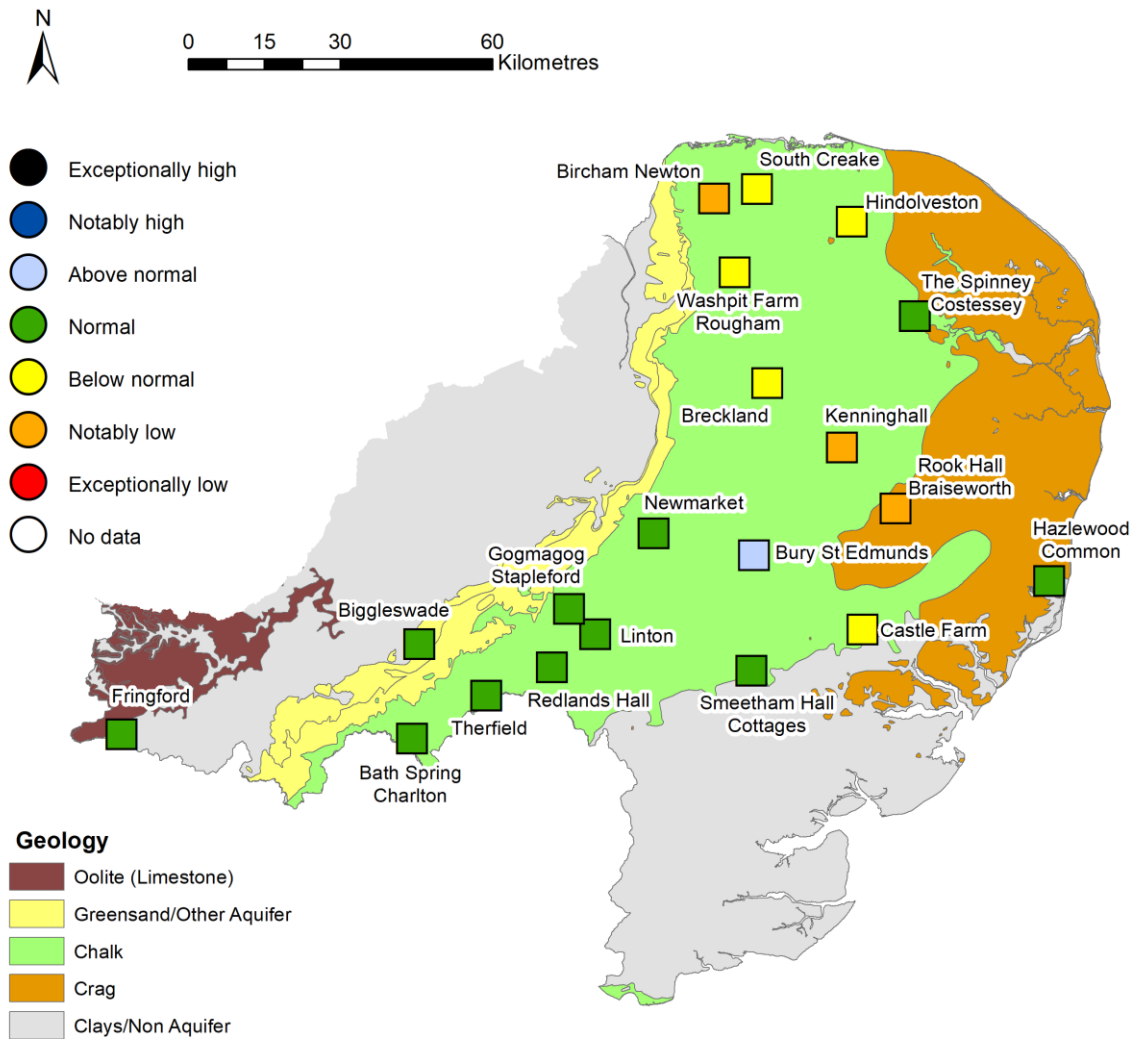 N
0 15 30 60
Kilometres
Exceptionally high
Notably high
Above normal
Normal
Below normal
Notably low
Exceptionally low
No data
South Creake
Bircham Newton
Hindolveston
The Spinney
Costessey
Washpit Farm
Rougham
Breckland
Kenninghall
Rook Hall
Braiseworth
Newmarket
Hazlewood
Common
Gogmagog
Stapleford
Bury St Edmunds
Biggleswade
Linton
Castle Farm
Fringford
Redlands Hall
Smeetham Hall
Cottages
Therfield
Bath Spring
Charlton
Geology
Oolite (Limestone)
Greensand/Other Aquifer
Chalk
Crag
Clays/Non Aquifer